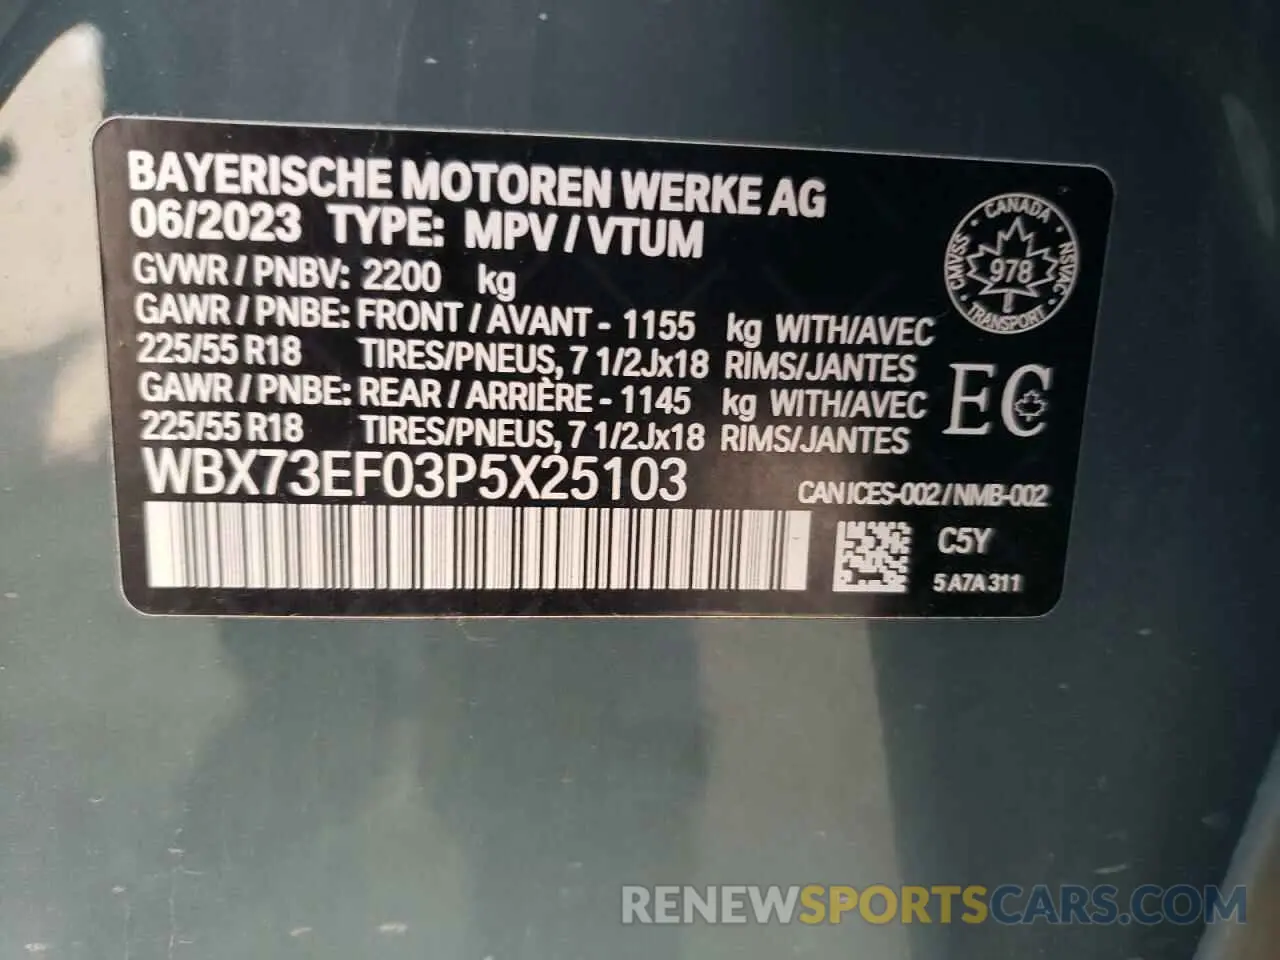 BAYERISCHE MOTOREN WERKE AG
06/2023 TYPE: MPV / VTUM
GVWR / PNBV: 2200 kg
GAWR / PNBE: FRONT / AVANT - 1155 kg WITH/AVEC
225/55 R18 TIRES/PNEUS, 7 1/2Jx18 RIMS/JANTES
GAWR / PNBE: REAR / ARRIÈRE - 1145 kg WITH/AVEC
225/55 R18 TIRES/PNEUS, 7 1/2Jx18 RIMS/JANTES
WBX73EF03P5X25103
CANADA
CMVSS
978
NSVAC
TRANSPORT
EC
CAN ICES-002 / NMB-002
C5Y
5 A7A 311
RENEWSPORTSCARS.COM